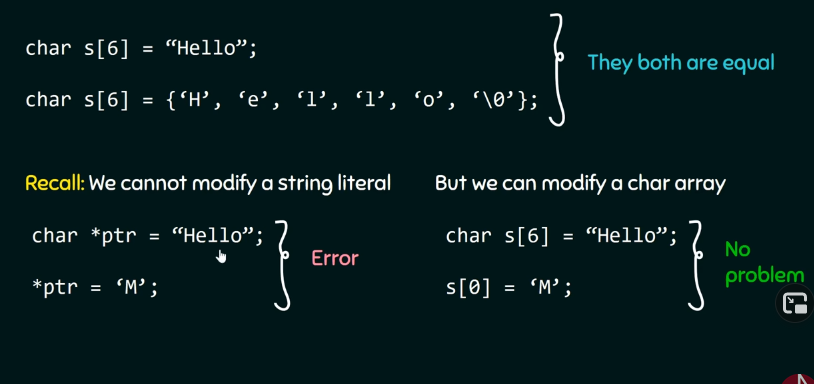 char s[6] = “Hello”;
They both are equal
char s[6] = {‘H’, ‘e’, ‘l’, ‘l’, ‘o’, ‘\0’};
Recall: We cannot modify a string literal
But we can modify a char array
char *ptr = “Hello”;
*ptr = ‘M’;
Error
char s[6] = “Hello”;
s[0] = ‘M’;
No
problem